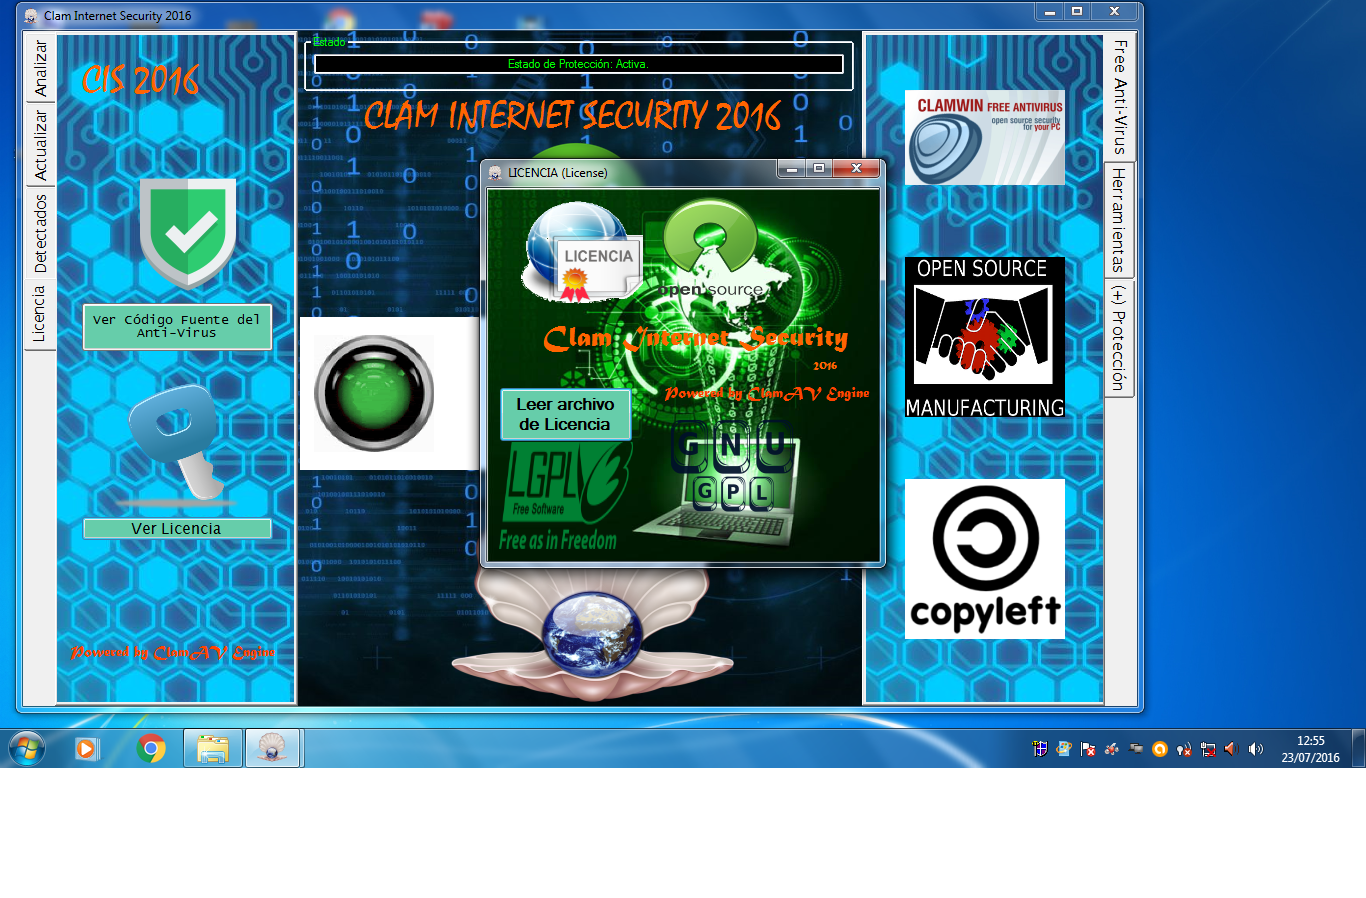 Clam Internet Security 2016
Analizar
Actualizar
Detectados
Licencia
CIS 2016
Ver Código Fuente del
Anti-Virus
Ver Licencia
Powered by ClamAV Engine
Estado
Estado de Protección: Activa.
CLAM INTERNET SECURITY 2016
LICENCIA (License)
LICENCIA
open source
Clam Internet Security
2016
Powered by ClamAV Engine
Leer archivo
de Licencia
GNU
GPL
LGPL v3
Free Software
Free as in Freedom
CLAMWIN FREE ANTIVIRUS
open source security
for your PC
OPEN SOURCE
MANUFACTURING
copyleft
Free Anti-Virus
Herramientas
(+) Protección
12:55
23/07/2016